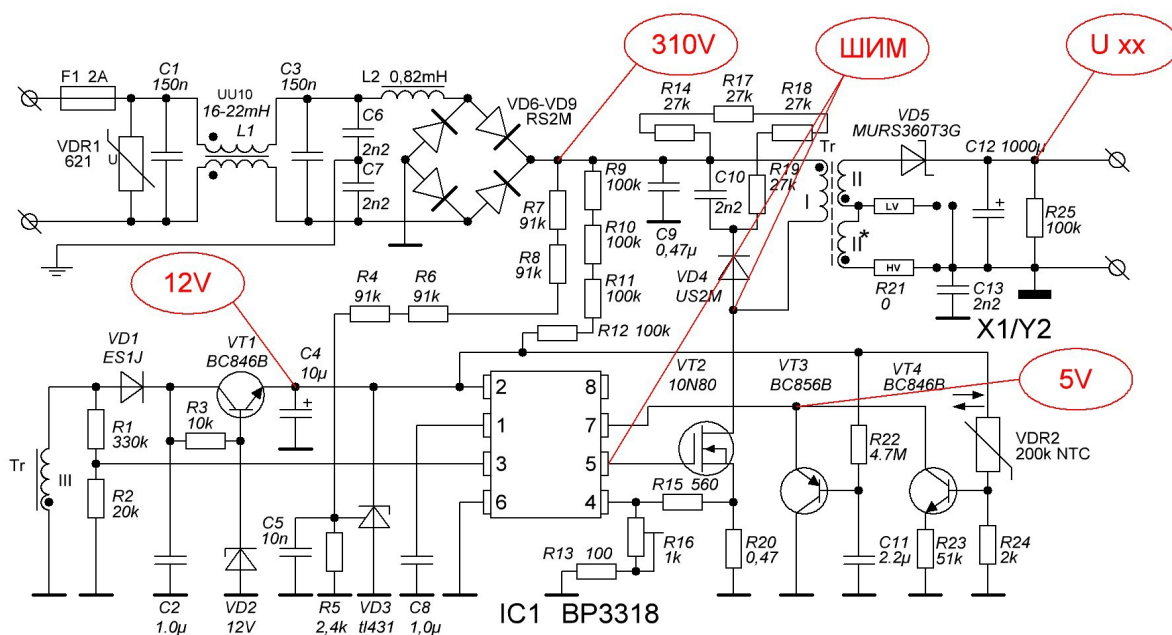 310V
ШИМ
U xx
F1 2A
C1
150n
UU10
16-22mH
L1
C3
150n
L2 0,82mH
VD6-VD9
RS2M
VDR1
621
U
C6
2n2
C7
2n2
R14
27k
R17
27k
R18
27k
R19
27k
Tr
I
II
II*
VD5
MURS360T3G
C12 1000µ
+
R25
100k
LV
HV
R21
0
C13
2n2
X1/Y2
R9
100k
R10
100k
R11
100k
R12 100k
R7
91k
R8
91k
C9
0,47µ
C10
2n2
VD4
US2M
12V
R4
91k
R6
91k
VD1
ES1J
VT1
BC846B
C4
10µ
+
R3
10k
R1
330k
R2
20k
Tr
III
2
1
3
6
8
7
5
4
VT2
10N80
VT3
BC856B
VT4
BC846B
5V
R22
4.7M
VDR2
200k NTC
R15 560
R16
1k
R13 100
R20
0,47
C11
2.2µ
R23
51k
R24
2k
C5
10n
C2
1.0µ
VD2
12V
R5
2,4k
VD3
tl431
C8
1,0µ
IC1 BP3318